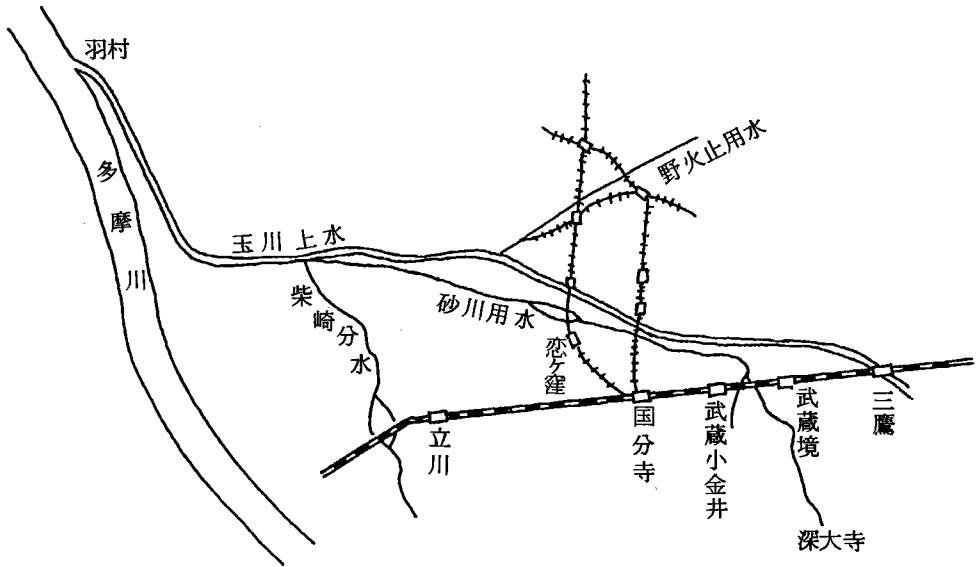 羽村
多摩川
玉川上水
野火止用水
柴崎分水
砂川用水
恋ケ窪
立川
国分寺
武蔵小金井
武蔵境
三鷹
深大寺